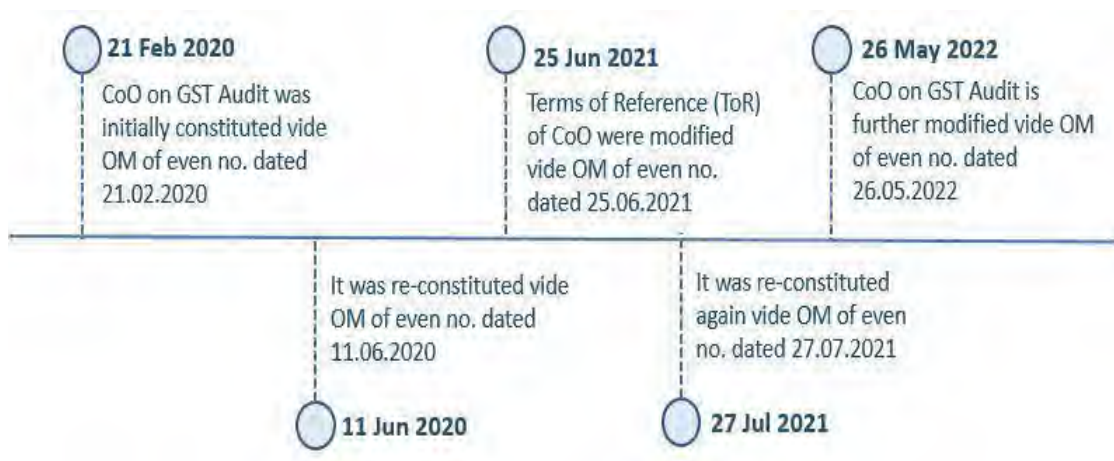 21 Feb 2020
CoO on GST Audit was
initially constituted vide
OM of even no. dated
21.02.2020
25 Jun 2021
Terms of Reference (ToR)
of CoO were modified
vide OM of even no.
dated 25.06.2021
26 May 2022
CoO on GST Audit is
further modified vide OM
of even no. dated
26.05.2022
It was re-constituted vide
OM of even no. dated
11.06.2020
11 Jun 2020
It was re-constituted
again vide OM of even
no. dated 27.07.2021
27 Jul 2021